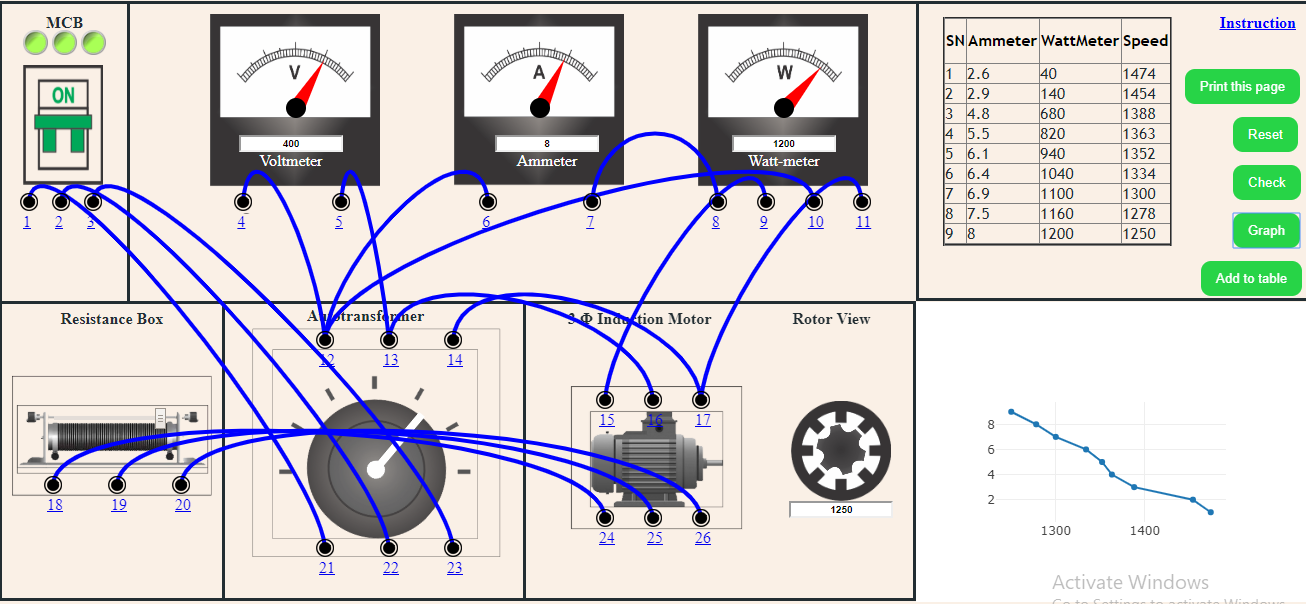 MCB
ON
V
400
Voltmeter
A
8
Ammeter
W
1200
Watt-meter
1 2 3 4 5 6 7 8 9 10 11
SN Ammeter WattMeter Speed
1 2.6 40 1474
2 2.9 140 1454
3 4.8 680 1388
4 5.5 820 1363
5 6.1 940 1352
6 6.4 1040 1334
7 6.9 1100 1300
8 7.5 1160 1278
9 8 1200 1250
Instruction
Print this page
Reset
Check
Graph
Add to table
Resistance Box
18 19 20
Autotransformer
12 13 14
21 22 23
3 Φ Induction Motor
15 16 17
24 25 26
Rotor View
1250
8
6
4
2
1300 1400
Activate Windows
Go to Settings to activate Windows.